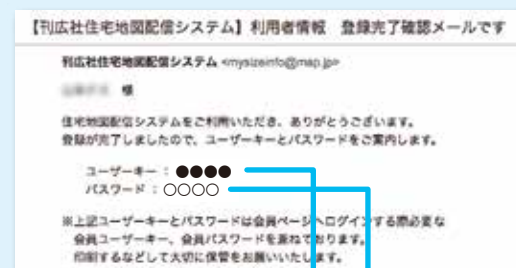 【刊広社住宅地図配信システム】利用者情報　登録完了確認メールです
刊広社住宅地図配信システム <mysizeinfo@map.jp>
様
住宅地図配信システムをご利用いただき、ありがとうございます。
登録が完了しましたので、ユーザーキーとパスワードをご案内します。
ユーザーキー：●●●●
パスワード：○○○○
※上記ユーザーキーとパスワードは会員ページへログインする際必要な
会員ユーザーキー、会員パスワードを兼ねております。
印刷するなどして大切に保管をお願いいたします。